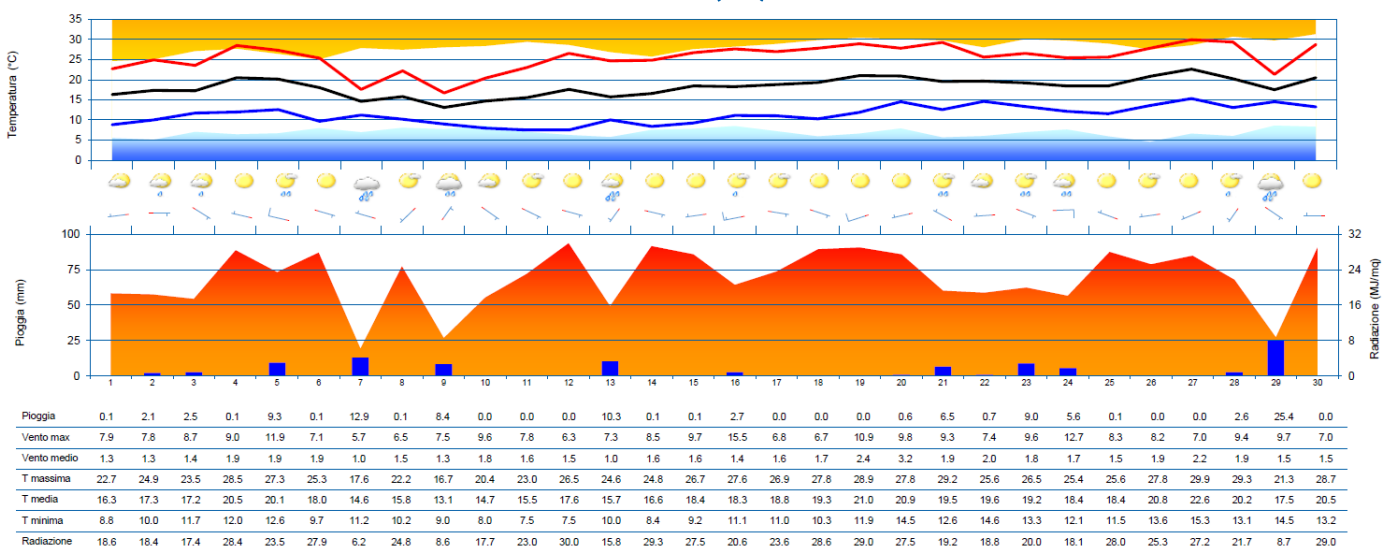 35
30
25
20
15
10
5
0
Temperatura (°C)
100
75
50
25
0
Pioggia (mm)
32
24
16
8
0
Radiazione (MJ/mq)
1 2 3 4 5 6 7 8 9 10 11 12 13 14 15 16 17 18 19 20 21 22 23 24 25 26 27 28 29 30
Pioggia 0.1 2.1 2.5 0.1 9.3 0.1 12.9 0.1 8.4 0.0 0.0 0.0 10.3 0.1 0.1 2.7 0.0 0.0 0.0 0.6 6.5 0.7 9.0 5.6 0.1 0.0 0.0 2.6 25.4 0.0
Vento max 7.9 7.8 8.7 9.0 11.9 7.1 5.7 6.5 7.5 9.6 7.8 6.3 7.3 8.5 9.7 15.5 6.8 6.7 10.9 9.8 9.3 7.4 9.6 12.7 8.3 8.2 7.0 9.4 9.7 7.0
Vento medio 1.3 1.3 1.4 1.9 1.9 1.9 1.0 1.5 1.3 1.8 1.6 1.5 1.0 1.6 1.6 1.4 1.6 1.7 2.4 3.2 1.9 2.0 1.8 1.7 1.5 1.9 2.2 1.9 1.5 1.5
T massima 22.7 24.9 23.5 28.5 27.3 25.3 17.6 22.2 16.7 20.4 23.0 26.5 24.6 24.8 26.7 27.6 26.9 27.8 28.9 27.8 29.2 25.6 26.5 25.4 25.6 27.8 29.9 29.3 21.3 28.7
T media 16.3 17.3 17.2 20.5 20.1 18.0 14.6 15.8 13.1 14.7 15.5 17.6 15.7 16.6 18.4 18.3 18.8 19.3 21.0 20.9 19.5 19.6 19.2 18.4 18.4 20.8 22.6 20.2 17.5 20.5
T minima 8.8 10.0 11.7 12.0 12.6 9.7 11.2 10.2 9.0 8.0 7.5 7.5 10.0 8.4 9.2 11.1 11.0 10.3 11.9 14.5 12.6 14.6 13.3 12.1 11.5 13.6 15.3 13.1 14.5 13.2
Radiazione 18.6 18.4 17.4 28.4 23.5 27.9 6.2 24.8 8.6 17.7 23.0 30.0 15.8 29.3 27.5 20.6 23.6 28.6 29.0 27.5 19.2 18.8 20.0 18.1 28.0 25.3 27.2 21.7 8.7 29.0